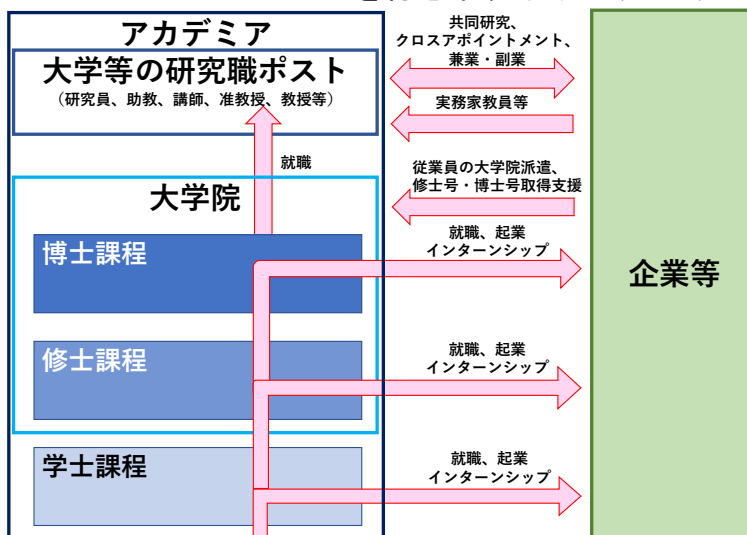 アカデミア
大学等の研究職ポスト
（研究員、助教、講師、准教授、教授等）
就職
大学院
博士課程
修士課程
学士課程
共同研究、
クロスアポイントメント、
兼業・副業
実務家教員等
従業員の大学院派遣、
修士号・博士号取得支援
就職、起業
インターンシップ
就職、起業
インターンシップ
就職、起業
インターンシップ
企業等